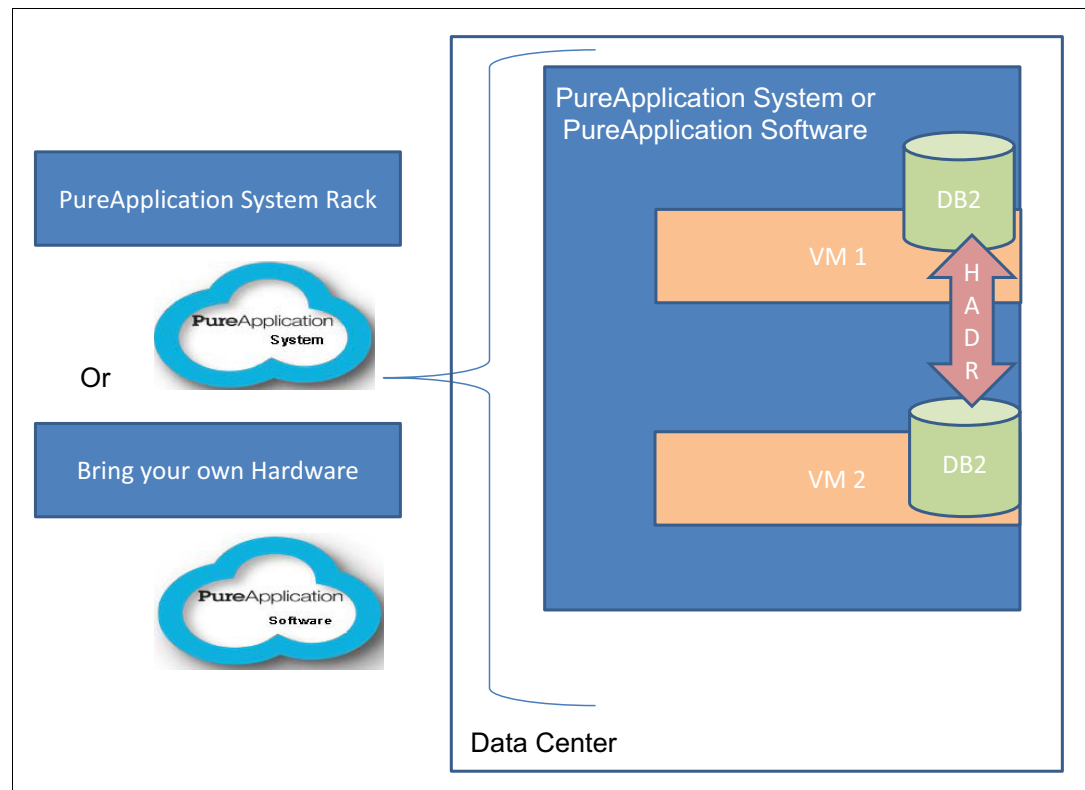 PureApplication System Rack
PureApplication
System
Or
Bring your own Hardware
PureApplication
Software
PureApplication System or
PureApplication Software
DB2
VM 1
H
A
D
R
VM 2
DB2
Data Center